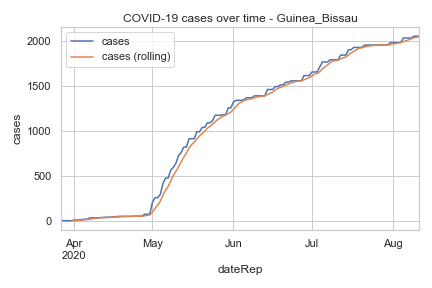 COVID-19 cases over time - Guinea_Bissau
cases
cases (rolling)
cases
2000
1500
1000
500
0
Apr May Jun Jul Aug
2020
dateRep